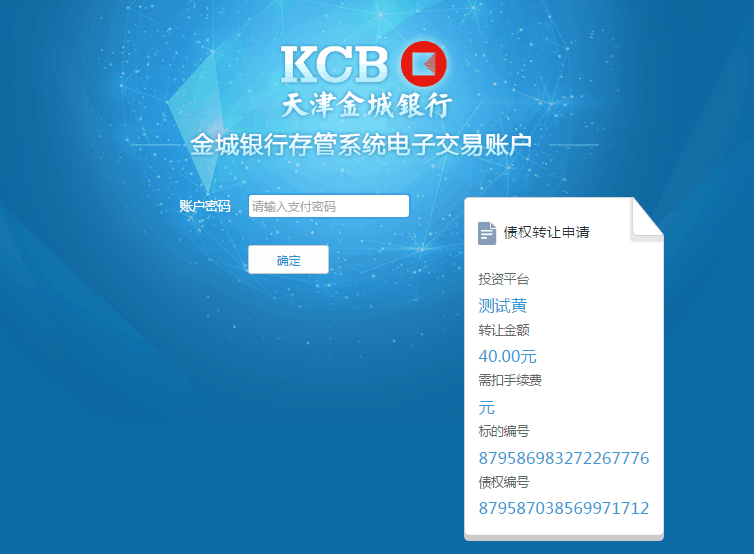 KCB
天津金城銀行
金城银行存管系统电子交易账户
账户密码 请输入支付密码
确定
债权转让申请
投资平台
测试黄
转让金额
40.00元
需扣手续费
元
标的编号
879586983272267776
债权编号
879587038569971712